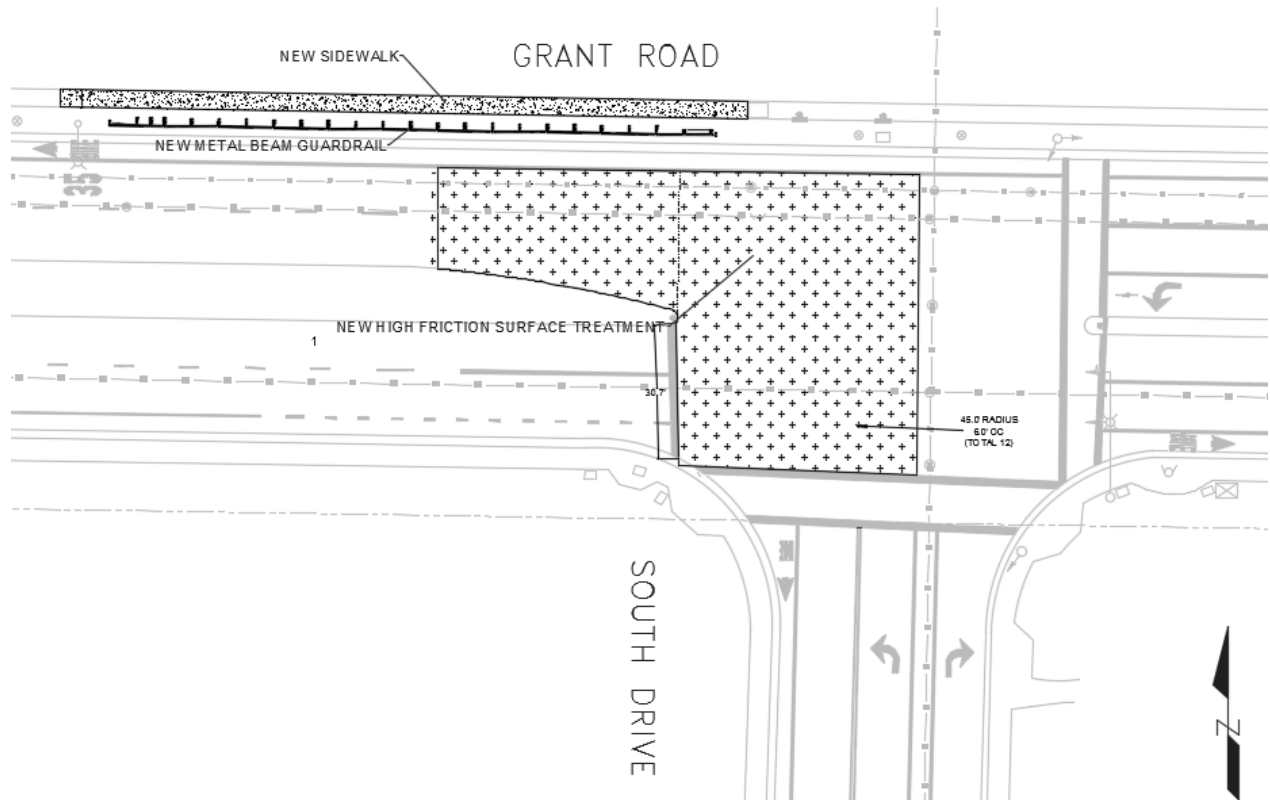 GRANT ROAD
NEW SIDEWALK
NEW METAL BEAM GUARDRAIL
35
NEW HIGH FRICTION SURFACE TREATMENT
1
30.7'
45.0' RADIUS
6.0' OC
(TOTAL 12)
SOUTH DRIVE
N